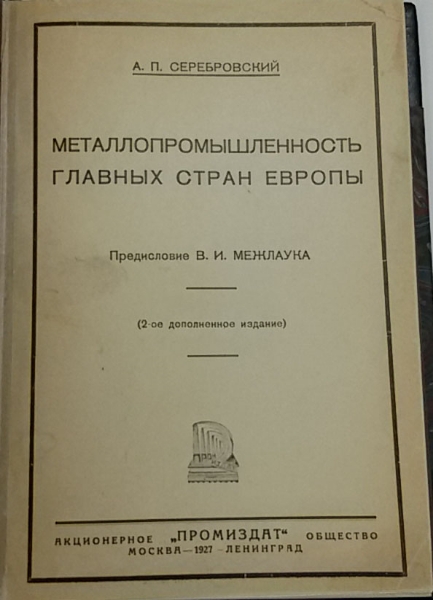 А. П. СЕРЕБРОВСКИЙ
МЕТАЛЛОПРОМЫШЛЕННОСТЬ
ГЛАВНЫХ СТРАН ЕВРОПЫ
Предисловие В. И. МЕЖЛАУКА
(2-ое дополненное издание)
АКЦИОНЕРНОЕ „ПРОМИЗДАТ“ ОБЩЕСТВО
МОСКВА—1927—ЛЕНИНГРАД